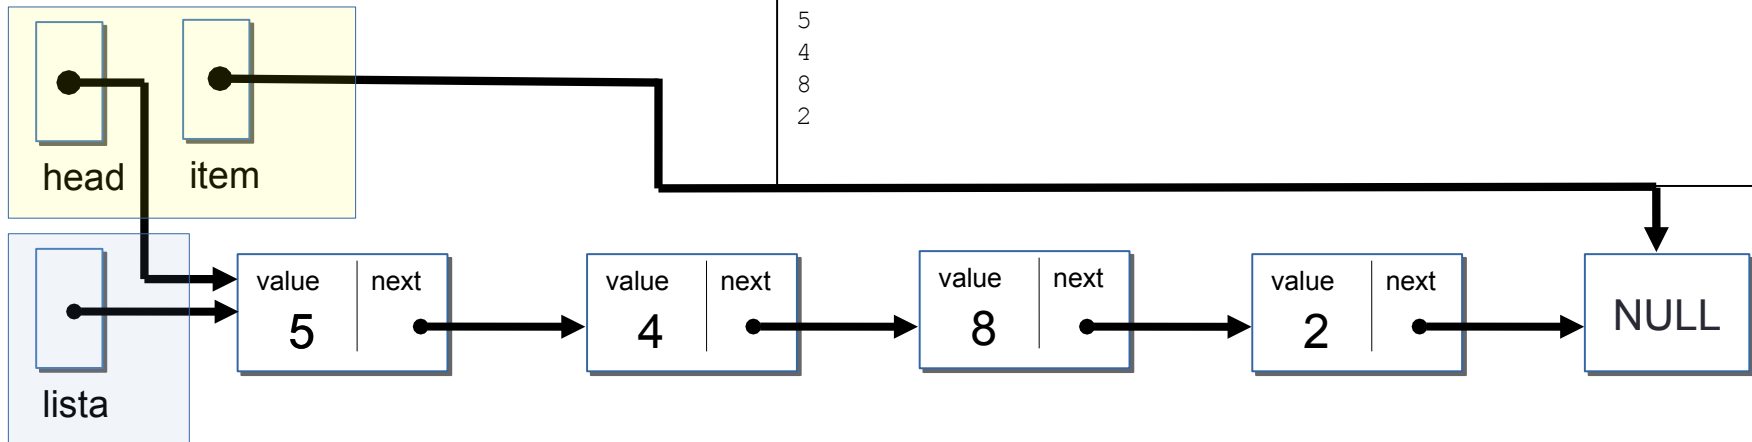 5
4
8
2
head item
lista
value next value next value next value next
5 4 8 2 NULL